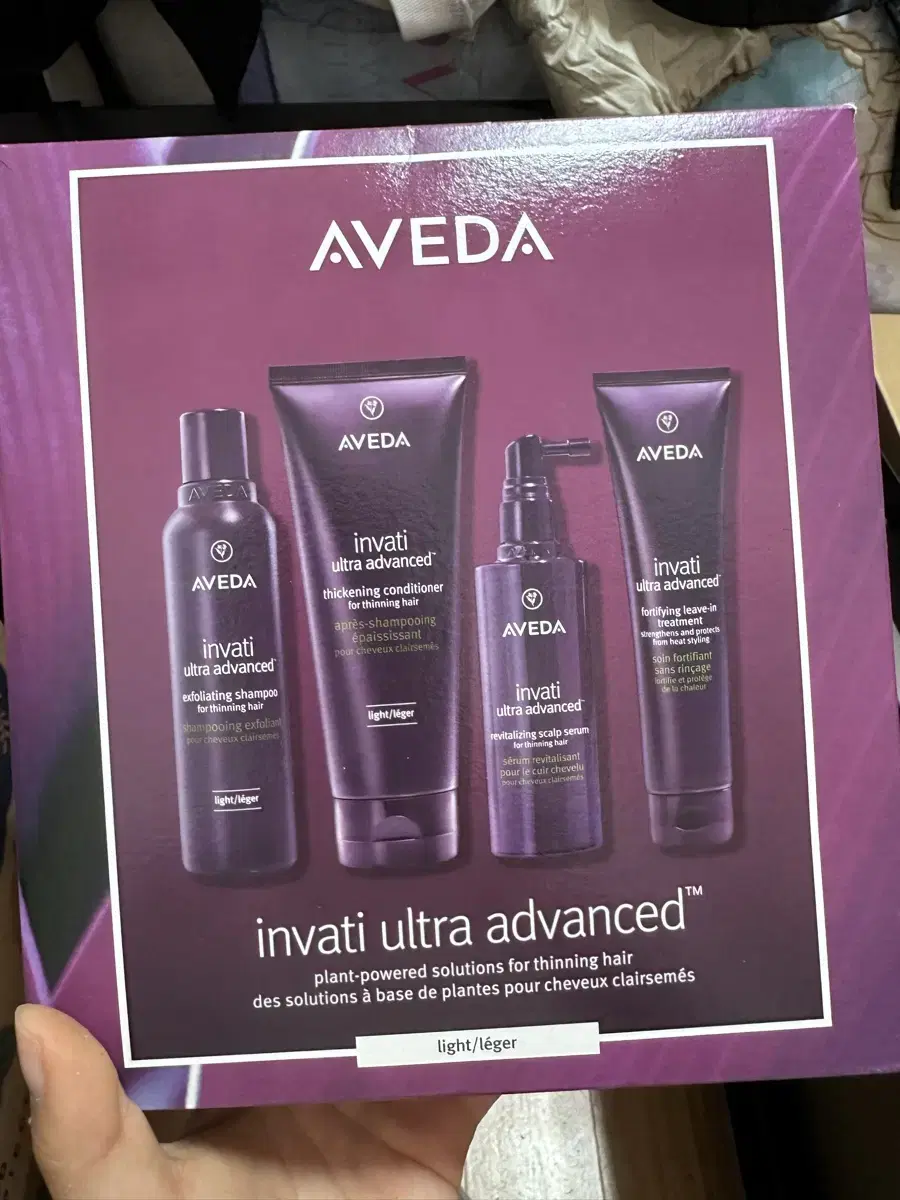 AVEDA
AVEDA
AVEDA
invati
ultra advanced™
exfoliating shampoo
for thinning hair
shampooing exfoliant
pour cheveux clairsemés
light/léger
AVEDA
invati
ultra advanced™
thickening conditioner
for thinning hair
après-shampooing
épaississant
pour cheveux clairsemés
light/léger
AVEDA
invati
ultra advanced™
revitalizing scalp serum
for thinning hair
sérum revitalisant
pour le cuir chevelu
pour cheveux clairsemés
AVEDA
invati
ultra advanced™
fortifying leave-in
treatment
strengthens and protects
from heat styling
soin fortifiant
sans rinçage
fortifie et protège
de la chaleur
invati ultra advanced™
plant-powered solutions for thinning hair
des solutions à base de plantes pour cheveux clairsemés
light/léger